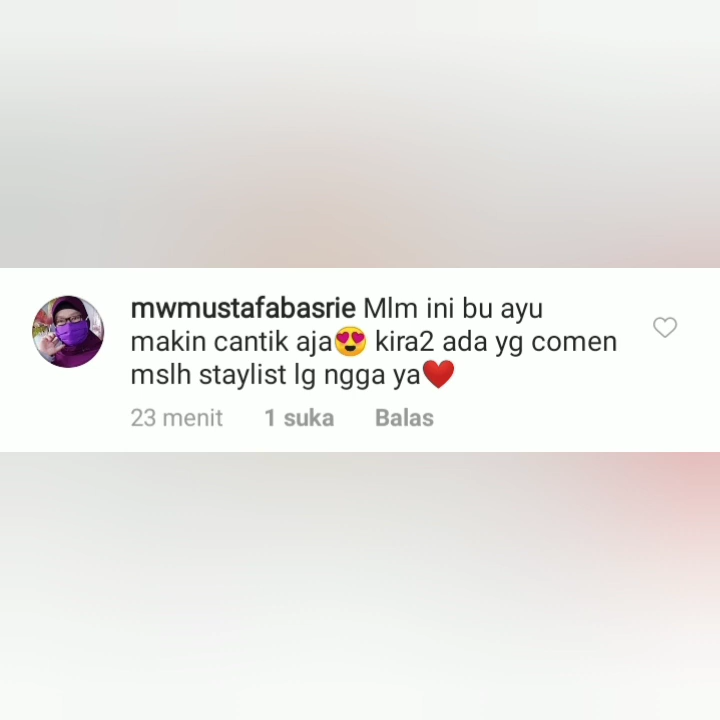 mwmustafabasrie Mlm ini bu ayu
makin cantik aja😍 kira2 ada yg comen
mslh staylist lg ngga ya❤️
23 menit 1 suka Balas